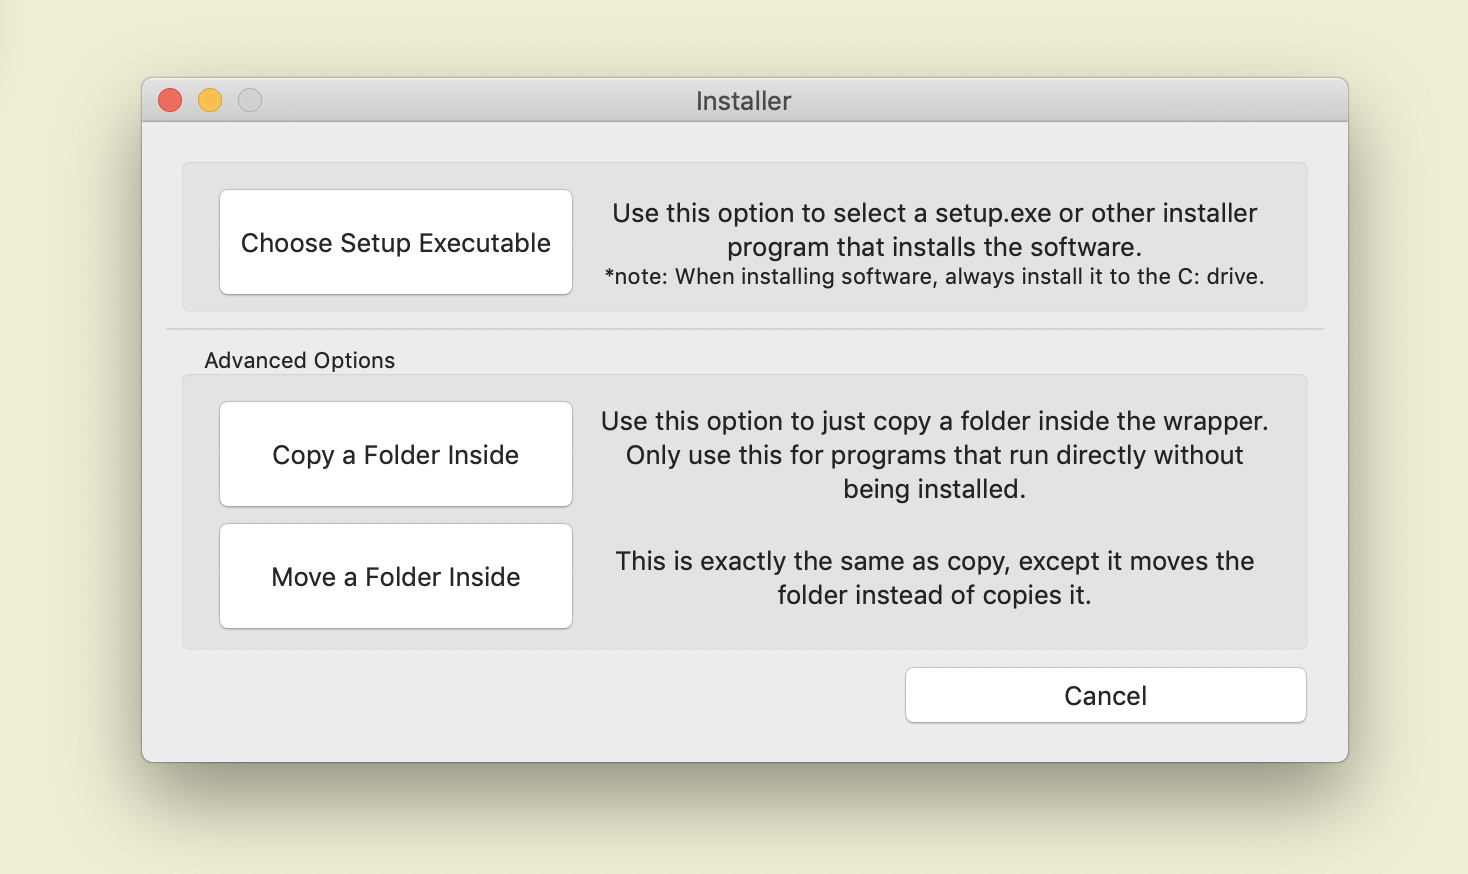 Installer
Choose Setup Executable
Use this option to select a setup.exe or other installer
program that installs the software.
*note: When installing software, always install it to the C: drive.
Advanced Options
Copy a Folder Inside
Use this option to just copy a folder inside the wrapper.
Only use this for programs that run directly without
being installed.
Move a Folder Inside
This is exactly the same as copy, except it moves the
folder instead of copies it.
Cancel